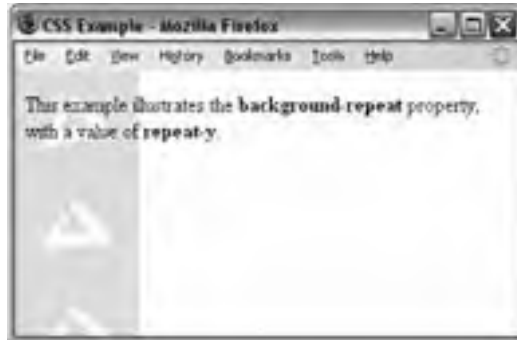 CSS Example - Mozilla Firefox
File Edit View History Bookmarks Tools Help
This example illustrates the background-repeat property,
with a value of repeat-y.